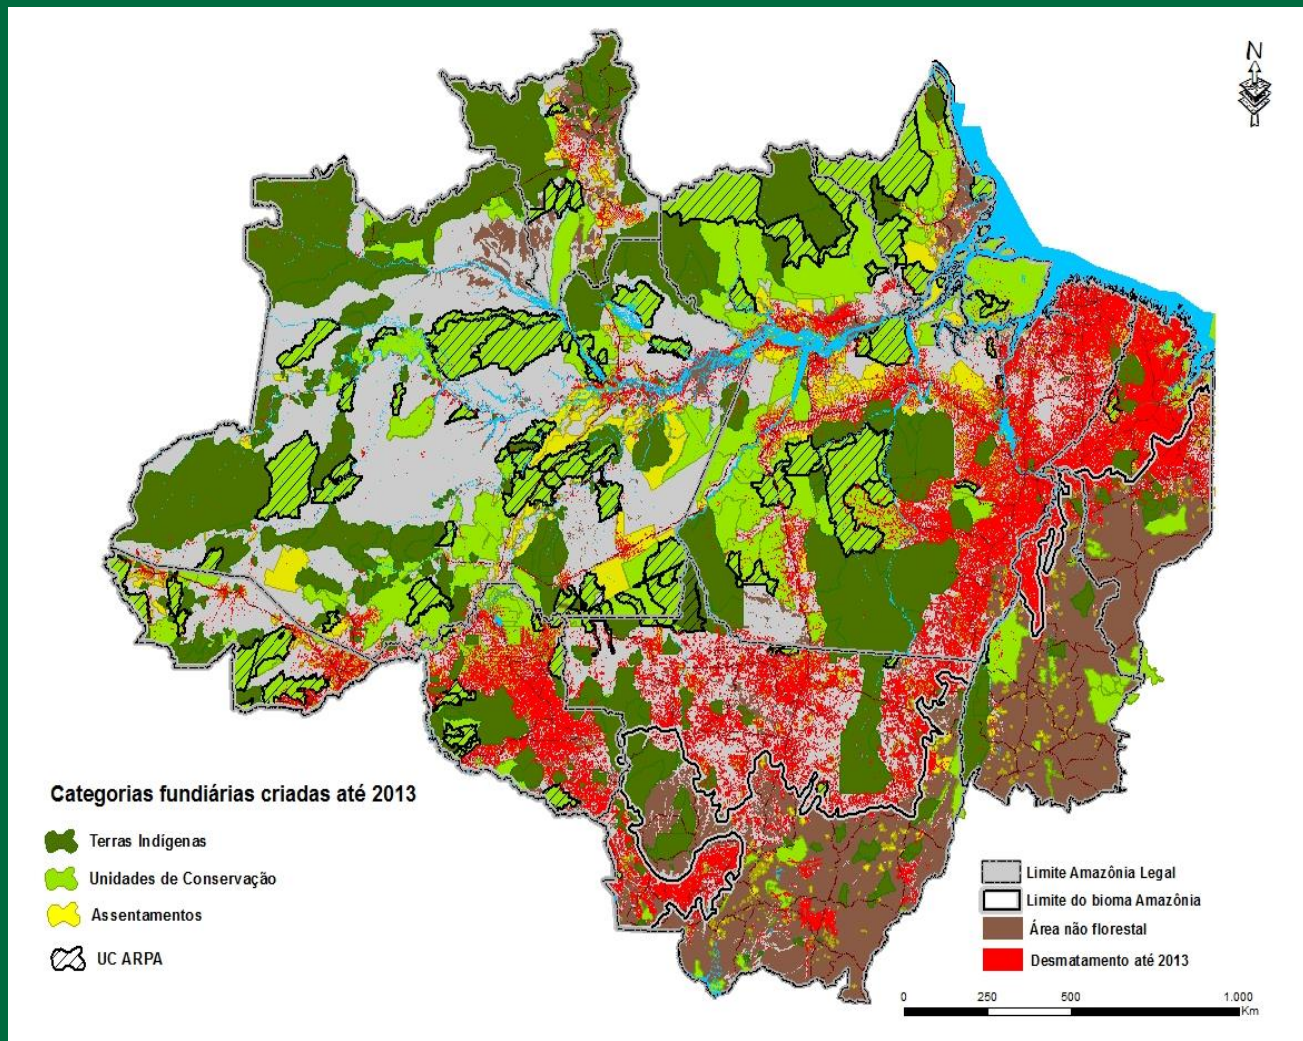 N
Categorias fundiárias criadas até 2013
Terras Indígenas
Unidades de Conservação
Assentamentos
UC ARPA
Limite Amazônia Legal
Limite do bioma Amazônia
Área não florestal
Desmatamento até 2013
0 250 500 1.000
Km